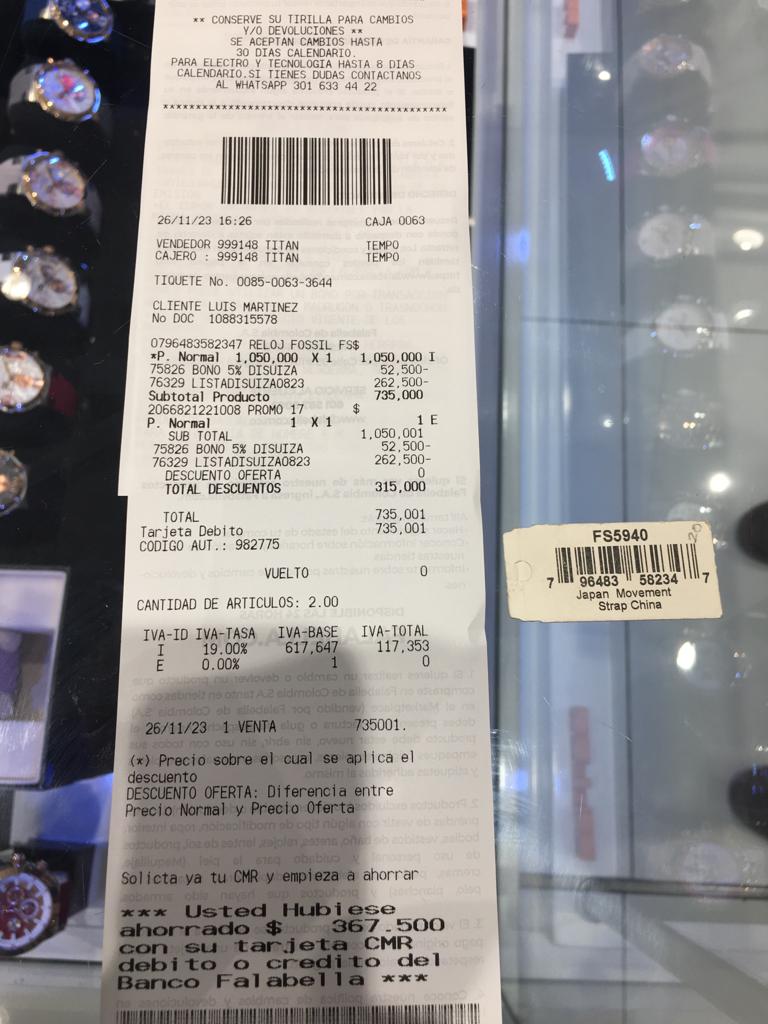 ** CONSERVE SU TIRILLA PARA CAMBIOS
Y/O DEVOLUCIONES **
SE ACEPTAN CAMBIOS HASTA
30 DIAS CALENDARIO.
PARA ELECTRO Y TECNOLOGIA HASTA 8 DIAS
CALENDARIO.SI TIENES DUDAS CONTACTANOS
AL WHATSAPP 301 633 44 22
26/11/23 16:26 CAJA 0063
VENDEDOR 999148 TITAN TEMPO
CAJERO : 999148 TITAN TEMPO
TIQUETE No. 0085-0063-3644
CLIENTE LUIS MARTINEZ
No DOC 1088315578
0796483582347 RELOJ FOSSIL FS$
*P. Normal 1,050,000 X 1 1,050,000 I
75826 BONO 5% DISUIZA 52,500-
76329 LISTADISUIZA0823 262,500-
Subtotal Producto 735,000
2066821221008 PROMO 17 $
P. Normal 1 X 1 1 E
SUB TOTAL 1,050,001
75826 BONO 5% DISUIZA 52,500-
76329 LISTADISUIZA0823 262,500-
DESCUENTO OFERTA 0
TOTAL DESCUENTOS 315,000
TOTAL 735,001
Tarjeta Debito 735,001
CODIGO AUT.: 982775
VUELTO 0
CANTIDAD DE ARTICULOS: 2.00
IVA-ID IVA-TASA IVA-BASE IVA-TOTAL
I 19.00% 617,647 117,353
E 0.00% 1 0
26/11/23 1 VENTA 735001.
(*) Precio sobre el cual se aplica el
descuento
DESCUENTO OFERTA: Diferencia entre
Precio Normal y Precio Oferta
Solicta ya tu CMR y empieza a ahorrar
*** Usted Hubiese
ahorrado $ 367.500
con su tarjeta CMR
debito o credito del
Banco Falabella ***
FS5940
7 96483 58234 7
Japan Movement
Strap China
20